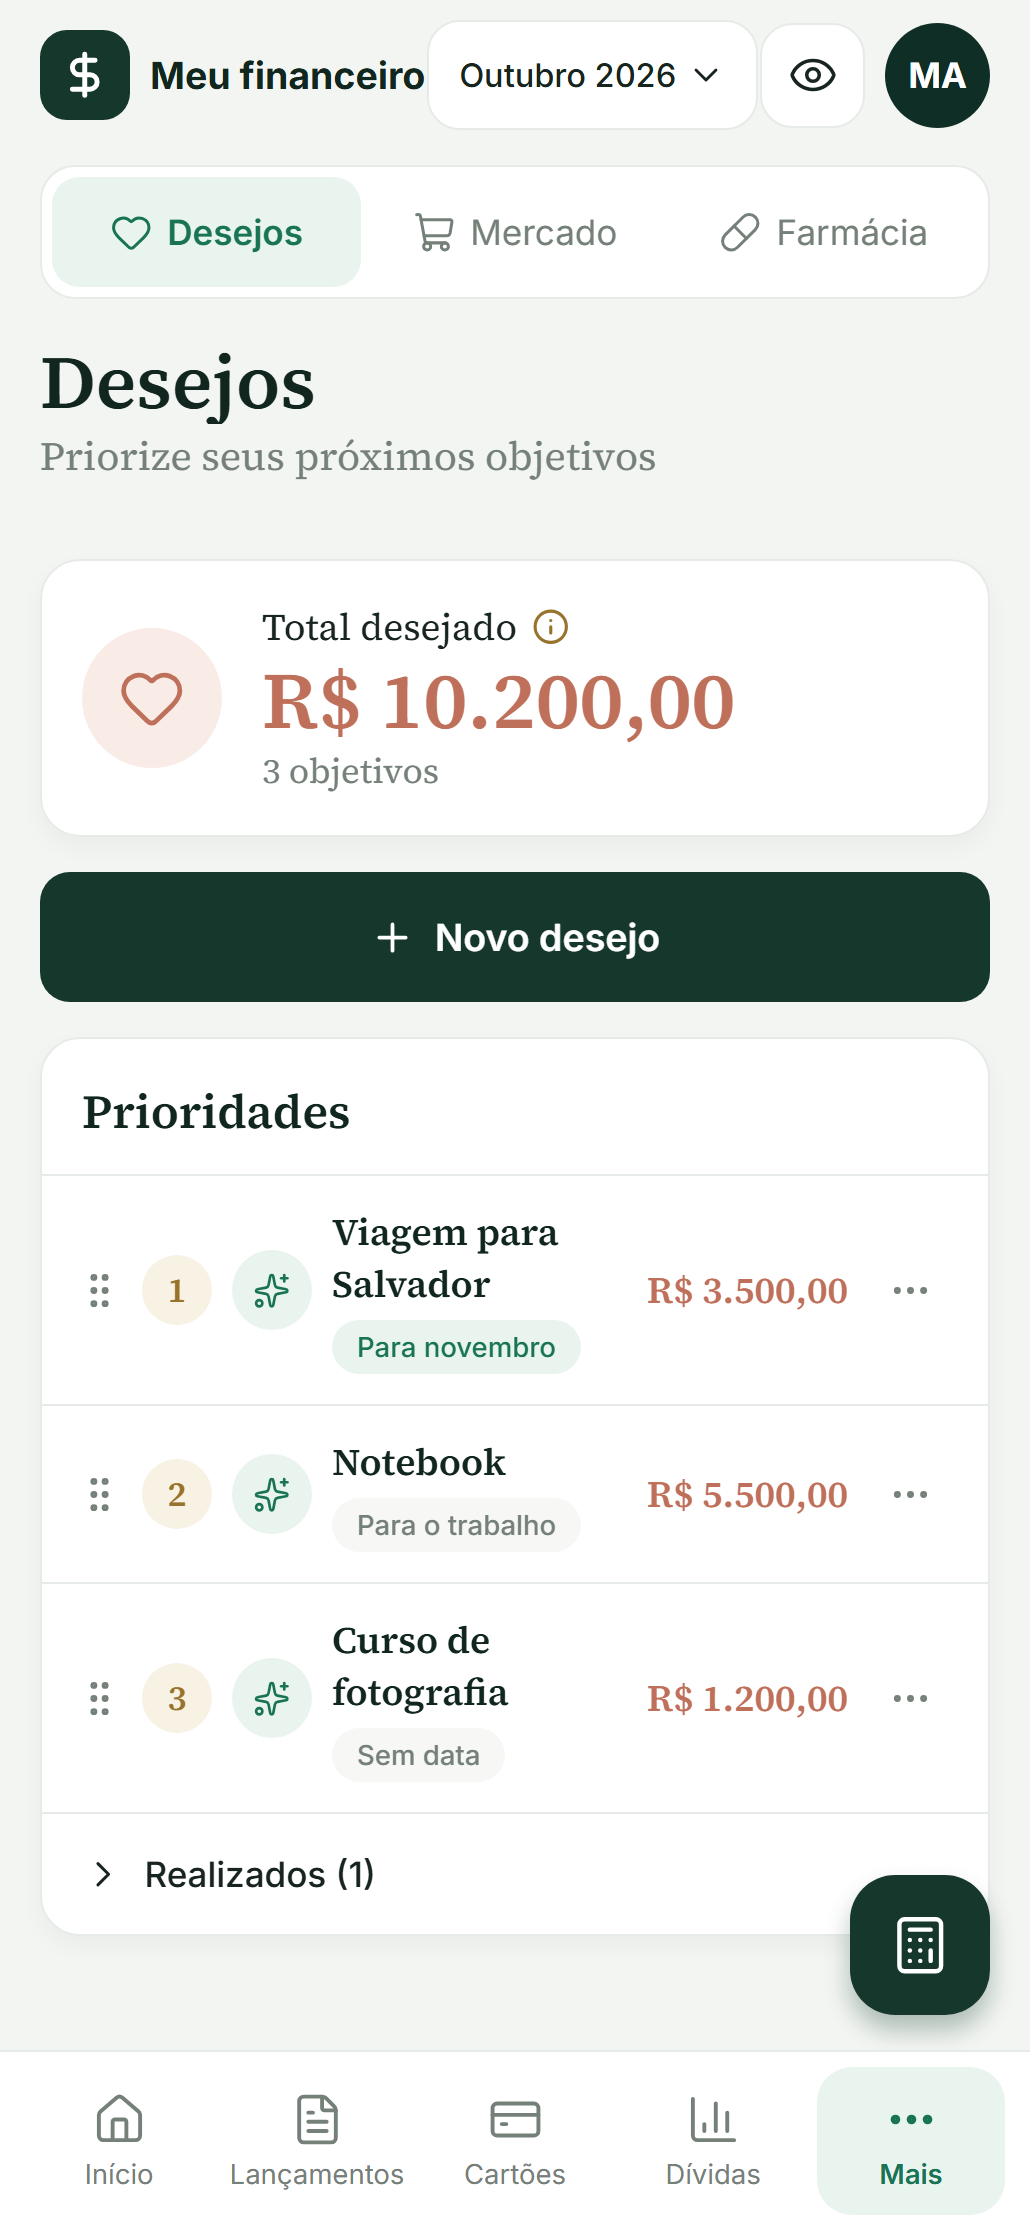 Meu financeiro
Outubro 2026
MA
Desejos
Mercado
Farmácia
Desejos
Priorize seus próximos objetivos
Total desejado
R$ 10.200,00
3 objetivos
Novo desejo
Prioridades
1
Viagem para
Salvador
Para novembro
R$ 3.500,00
2
Notebook
Para o trabalho
R$ 5.500,00
3
Curso de
fotografia
Sem data
R$ 1.200,00
Realizados (1)
Início
Lançamentos
Cartões
Dívidas
Mais